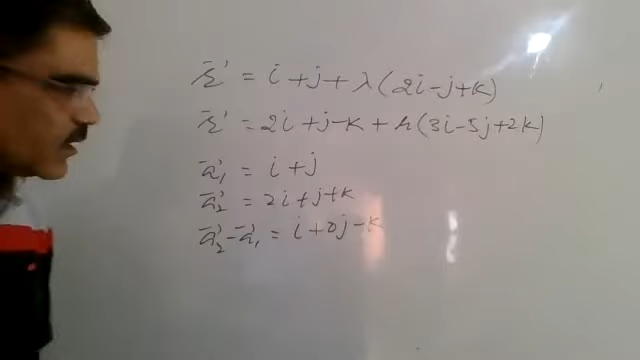 r̄' = i + j + λ(2i - j + k)
r̄' = 2i + j - k + h(3i - 5j + 2k)
ā₁' = i + j
ā₂' = 2i + j + k
ā₂' - ā₁' = i + 0j - k